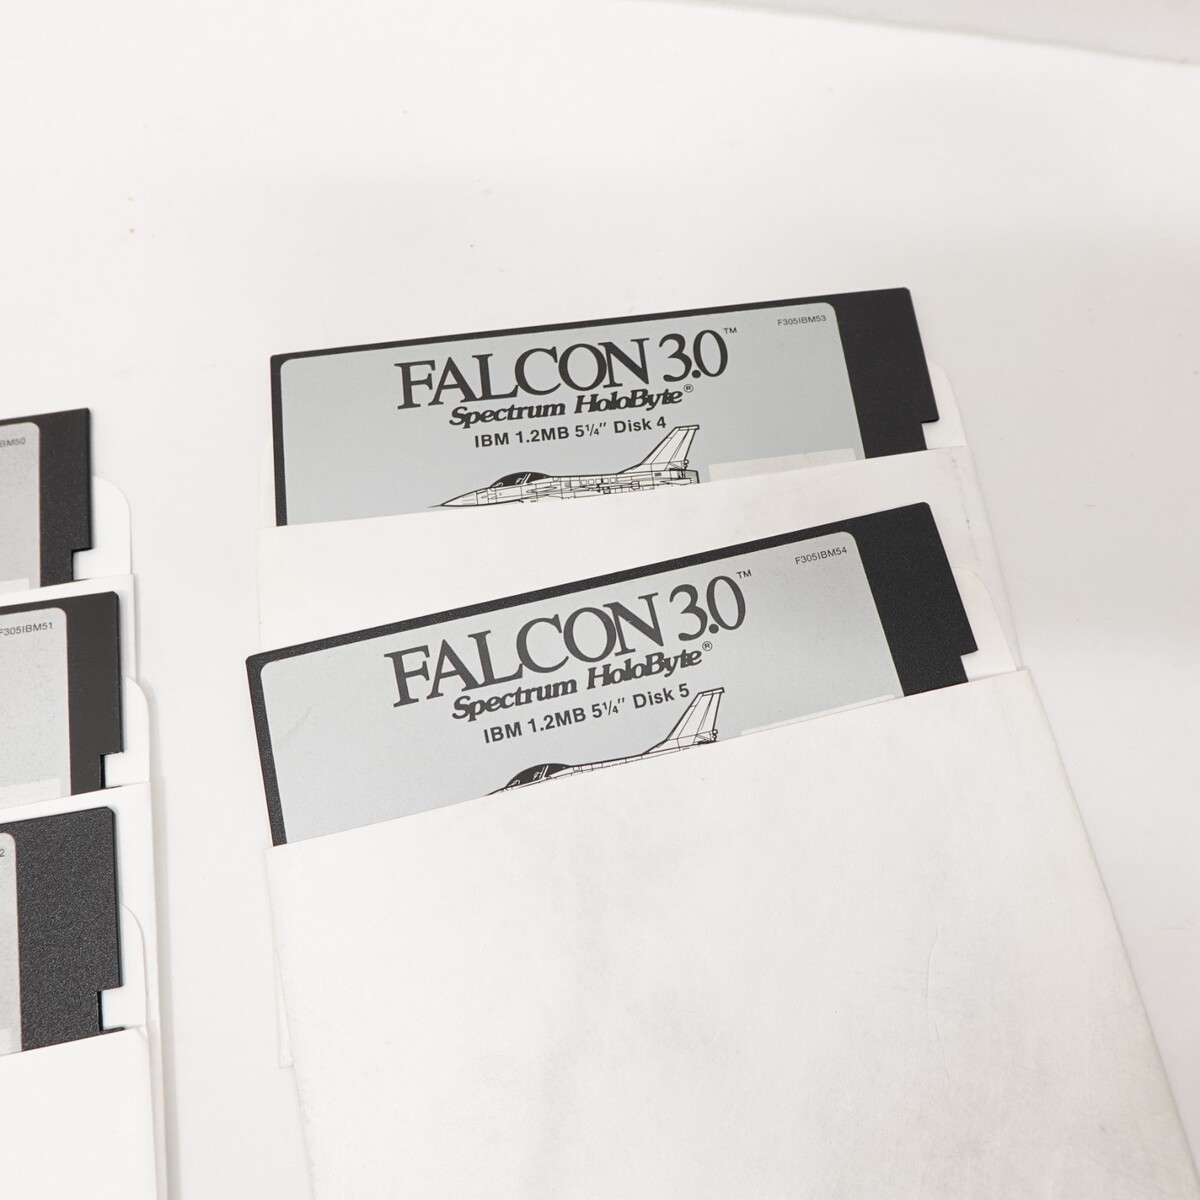 BM50
F305IBM51
2
F305IBM53
FALCON 3.0™
Spectrum HoloByte®
IBM 1.2MB 5¼″ Disk 4
F305IBM54
FALCON 3.0™
Spectrum HoloByte®
IBM 1.2MB 5¼″ Disk 5